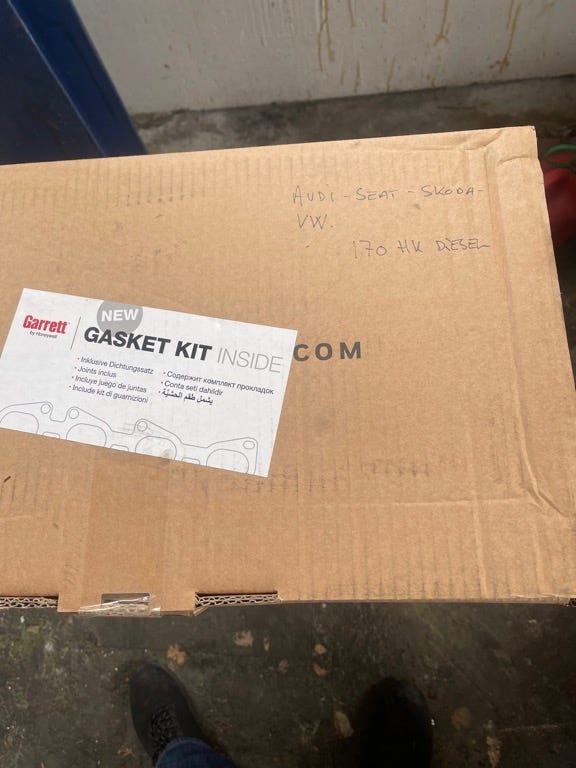 AUDI - SEAT - SKODA -
VW.
170 HK DIESEL
COM
Garrett
by Honeywell
NEW
GASKET KIT INSIDE
• Inklusive Dichtungssatz
• Joints inclus
• Incluye juego de juntas
• Include kit di guarnizioni
• Содержит комплект прокладок
• Conta seti dahildir
• يشمل طقم الحشية